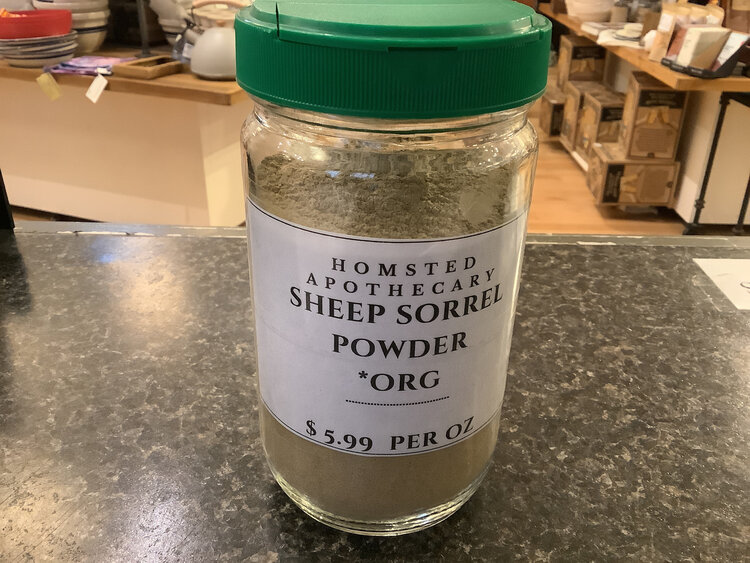 HOMSTED
APOTHECARY
SHEEP SORREL
POWDER
*ORG
$ 5.99 PER OZ